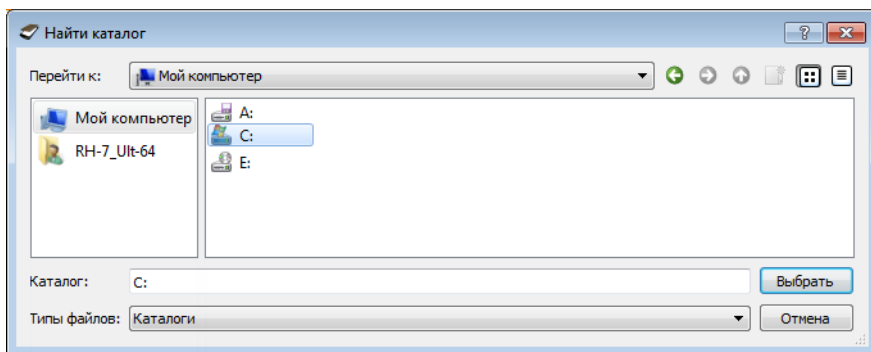 Найти каталог
Перейти к: Мой компьютер
Мой компьютер
RH-7_Ult-64
A:
C:
E:
Каталог: C: Выбрать
Типы файлов: Каталоги Отмена